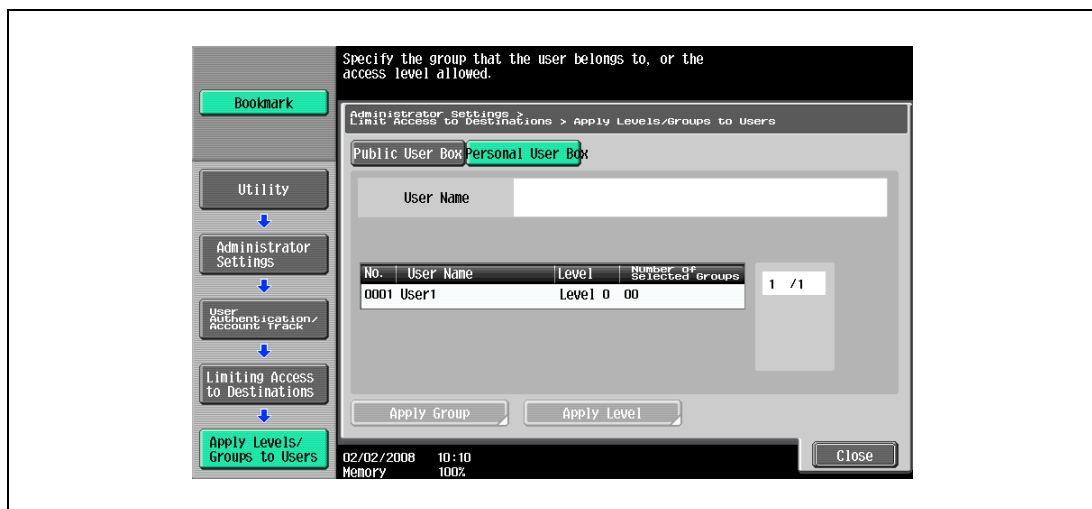 Specify the group that the user belongs to, or the
access level allowed.
Bookmark
Administrator Settings >
Limit Access to Destinations > Apply Levels/Groups to Users
Public User Box Personal User Box
Utility
User Name
Administrator
Settings
No. User Name Level Number of
Selected Groups
0001 User1 Level 0 00
1 /1
User
Authentication/
Account Track
Limiting Access
to Destinations
Apply Group Apply Level
Apply Levels/
Groups to Users
02/02/2008 10:10
Memory 100%
Close